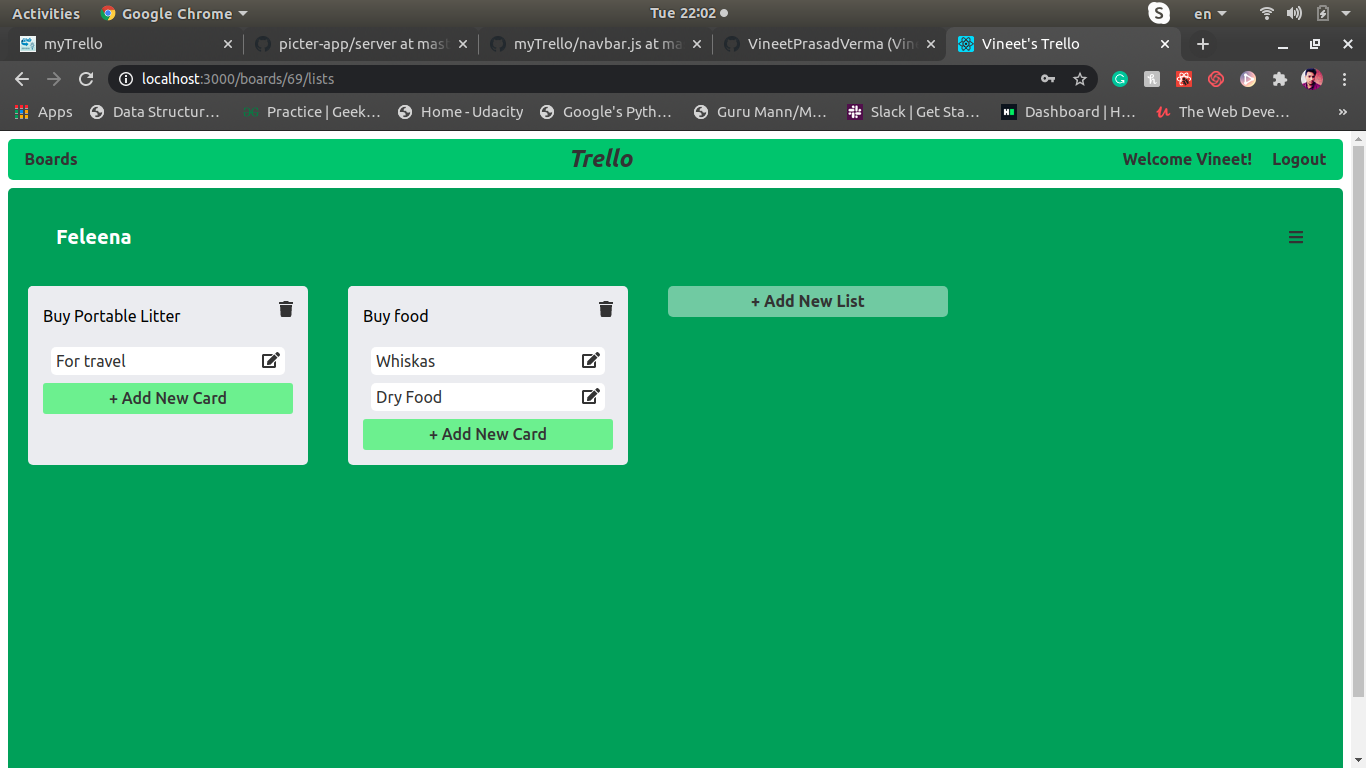 Activities Google Chrome Tue 22:02 S en
myTrello picter-app/server at mast myTrello/navbar.js at ma VineetPrasadVerma (Vin Vineet's Trello
localhost:3000/boards/69/lists
Apps Data Structur… Practice | Geek… Home - Udacity Google's Pyth… Guru Mann/M… Slack | Get Sta… Dashboard | H… The Web Deve… »
Boards Trello Welcome Vineet! Logout
Feleena
Buy Portable Litter
For travel
+ Add New Card
Buy food
Whiskas
Dry Food
+ Add New Card
+ Add New List